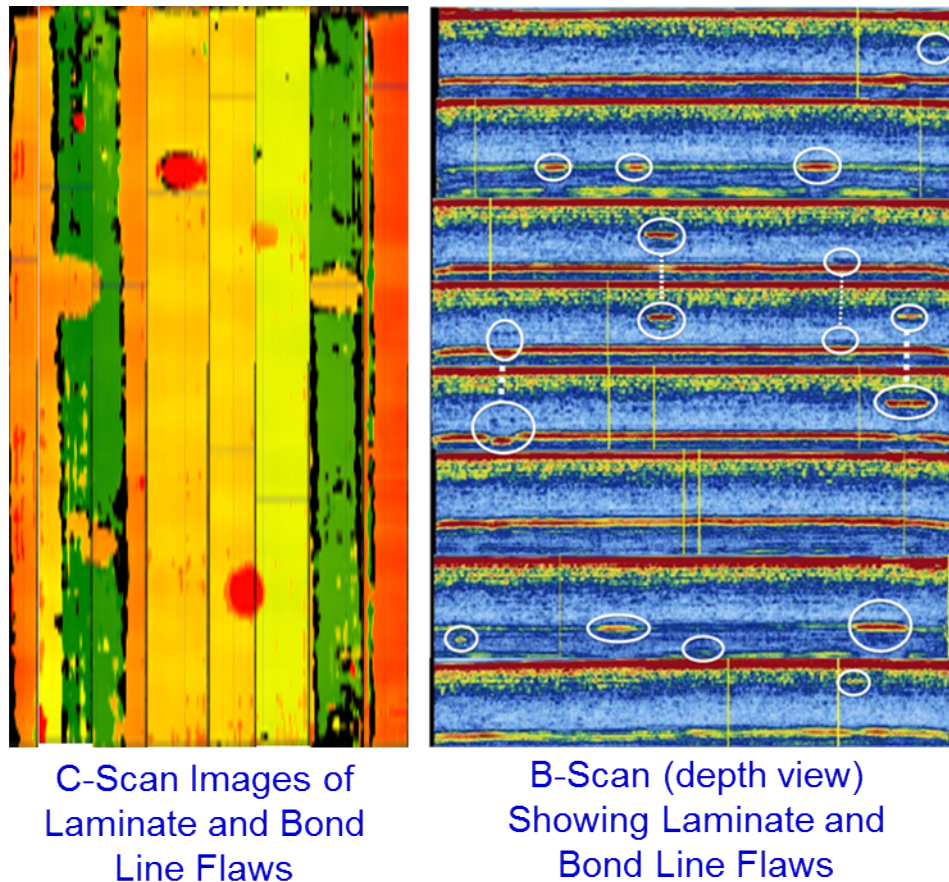 C-Scan Images of
Laminate and Bond
Line Flaws
B-Scan (depth view)
Showing Laminate and
Bond Line Flaws